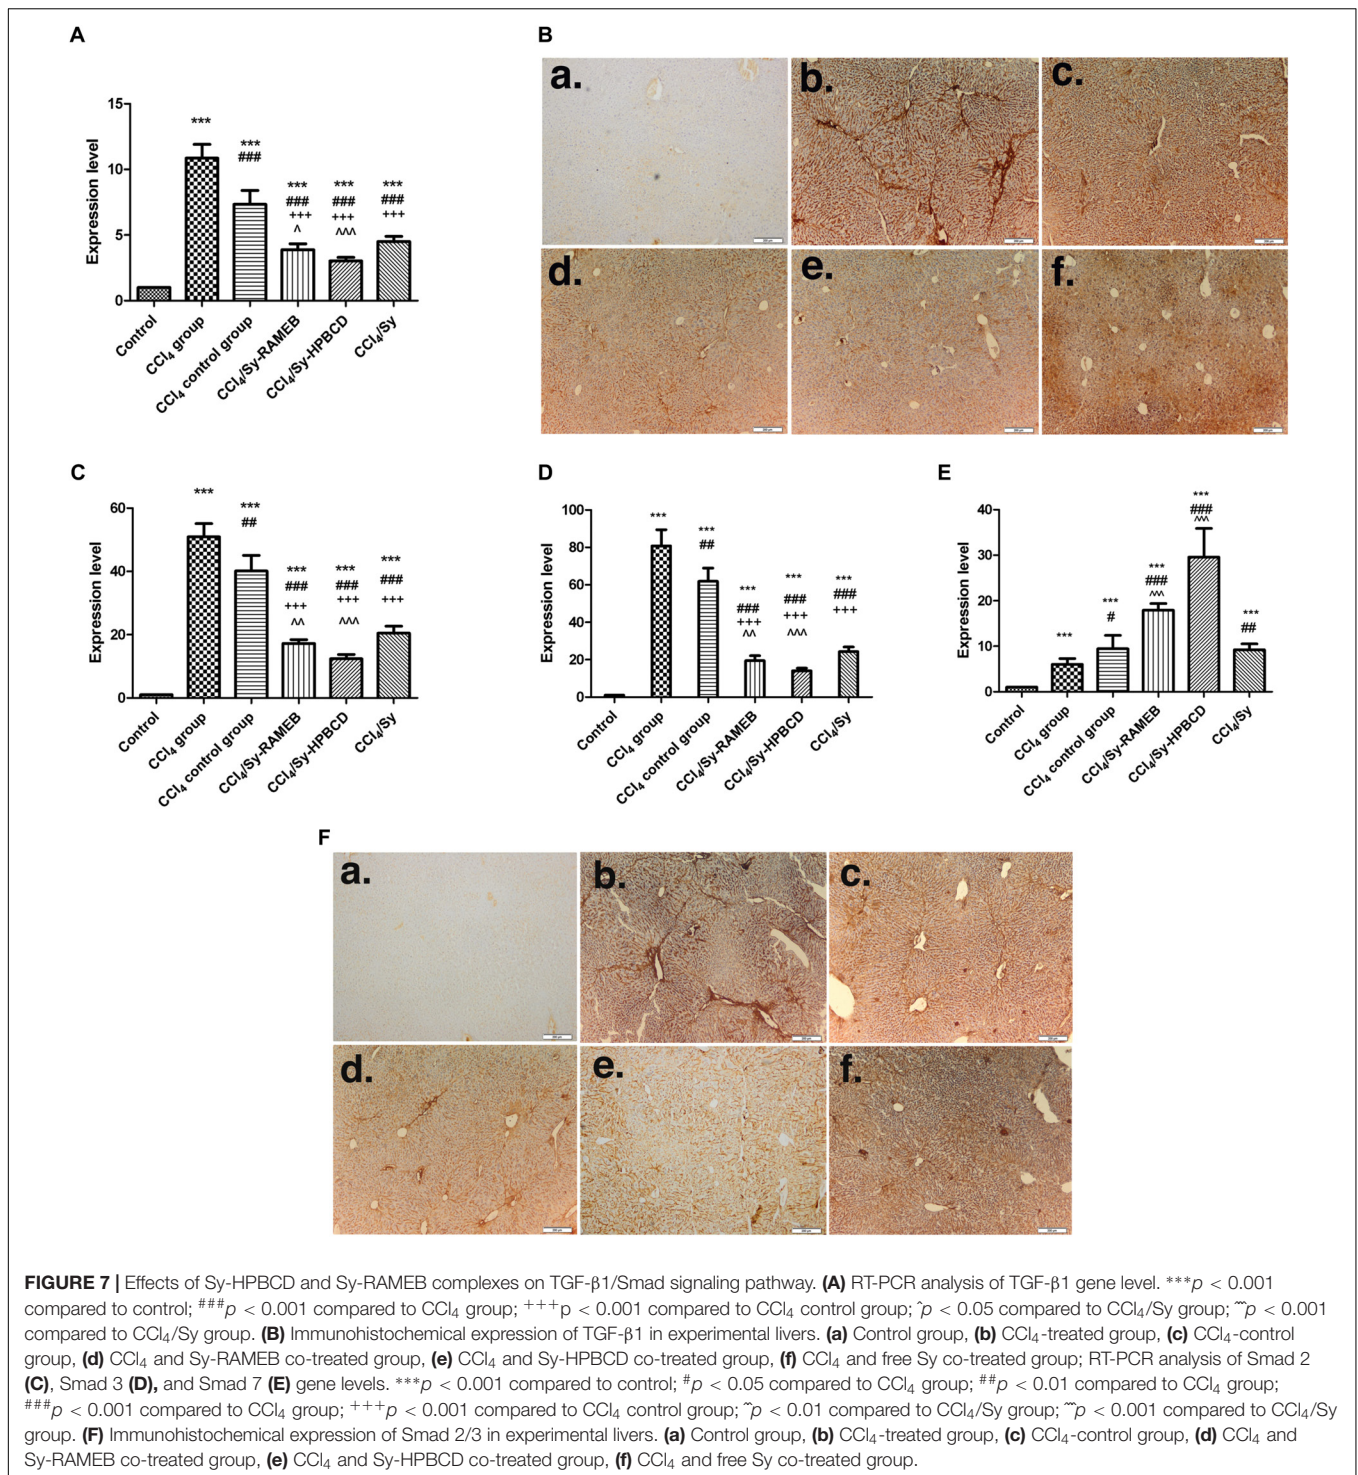 A
Expression level
15
10
5
0
***
***
###
***
###
+++
^
***
###
+++
^^^
***
###
+++
Control
CCl₄ group
CCl₄ control group
CCl₄/Sy-RAMEB
CCl₄/Sy-HPBCD
CCl₄/Sy
B
a.
b.
c.
d.
e.
f.
C
Expression level
60
40
20
0
***
***
##
***
###
+++
^^
***
###
+++
^^^
***
###
+++
Control
CCl₄ group
CCl₄ control group
CCl₄/Sy-RAMEB
CCl₄/Sy-HPBCD
CCl₄/Sy
D
Expression level
100
80
60
40
20
0
***
***
##
***
###
+++
^^
***
###
+++
^^^
***
###
+++
Control
CCl₄ group
CCl₄ control group
CCl₄/Sy-RAMEB
CCl₄/Sy-HPBCD
CCl₄/Sy
E
Expression level
40
30
20
10
0
***
***
#
***
###
^^^
***
###
^^^
***
##
Control
CCl₄ group
CCl₄ control group
CCl₄/Sy-RAMEB
CCl₄/Sy-HPBCD
CCl₄/Sy
F
a.
b.
c.
d.
e.
f.
FIGURE 7 | Effects of Sy-HPBCD and Sy-RAMEB complexes on TGF-β1/Smad signaling pathway. (A) RT-PCR analysis of TGF-β1 gene level. ***p < 0.001
compared to control; ###p < 0.001 compared to CCl₄ group; +++p < 0.001 compared to CCl₄ control group; ^p < 0.05 compared to CCl₄/Sy group; ^^^p < 0.001
compared to CCl₄/Sy group. (B) Immunohistochemical expression of TGF-β1 in experimental livers. (a) Control group, (b) CCL₄-treated group, (c) CCL₄-control
group, (d) CCl₄ and Sy-RAMEB co-treated group, (e) CCl₄ and Sy-HPBCD co-treated group, (f) CCl₄ and free Sy co-treated group; RT-PCR analysis of Smad 2
(C), Smad 3 (D), and Smad 7 (E) gene levels. ***p < 0.001 compared to control; #p < 0.05 compared to CCl₄ group; ##p < 0.01 compared to CCl₄ group;
###p < 0.001 compared to CCl₄ group; +++p < 0.001 compared to CCl₄ control group; ^^p < 0.01 compared to CCl₄/Sy group; ^^^p < 0.001 compared to CCl₄/Sy
group. (F) Immunohistochemical expression of Smad 2/3 in experimental livers. (a) Control group, (b) CCL₄-treated group, (c) CCL₄-control group, (d) CCl₄ and
Sy-RAMEB co-treated group, (e) CCl₄ and Sy-HPBCD co-treated group, (f) CCl₄ and free Sy co-treated group.